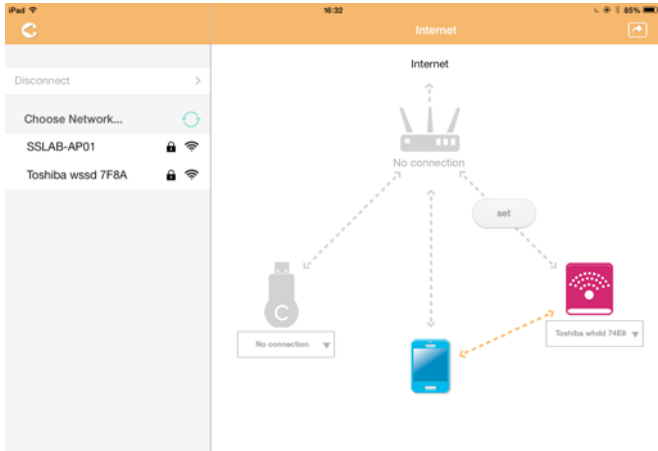 iPad
16:32
85%
Internet
Disconnect
Choose Network...
SSLAB-AP01
Toshiba wssd 7F8A
Internet
No connection
set
C
No connection
Toshiba whdd 74E9